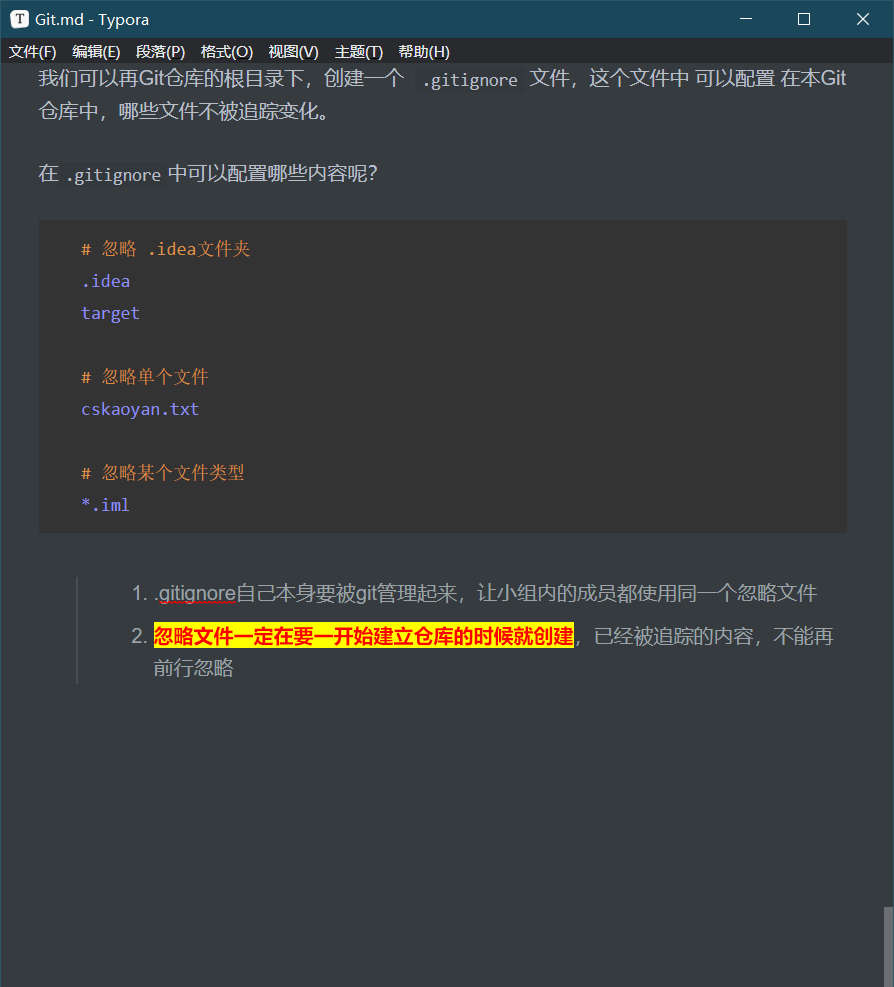 Git.md - Typora
文件(F) 编辑(E) 段落(P) 格式(O) 视图(V) 主题(T) 帮助(H)
我们可以再Git仓库的根目录下，创建一个 .gitignore 文件，这个文件中 可以配置 在本Git
仓库中，哪些文件不被追踪变化。
在 .gitignore 中可以配置哪些内容呢？
# 忽略 .idea文件夹
.idea
target
# 忽略单个文件
cskaoyan.txt
# 忽略某个文件类型
*.iml
1. .gitignore自己本身要被git管理起来，让小组内的成员都使用同一个忽略文件
2. 忽略文件一定在要一开始建立仓库的时候就创建，已经被追踪的内容，不能再
前行忽略